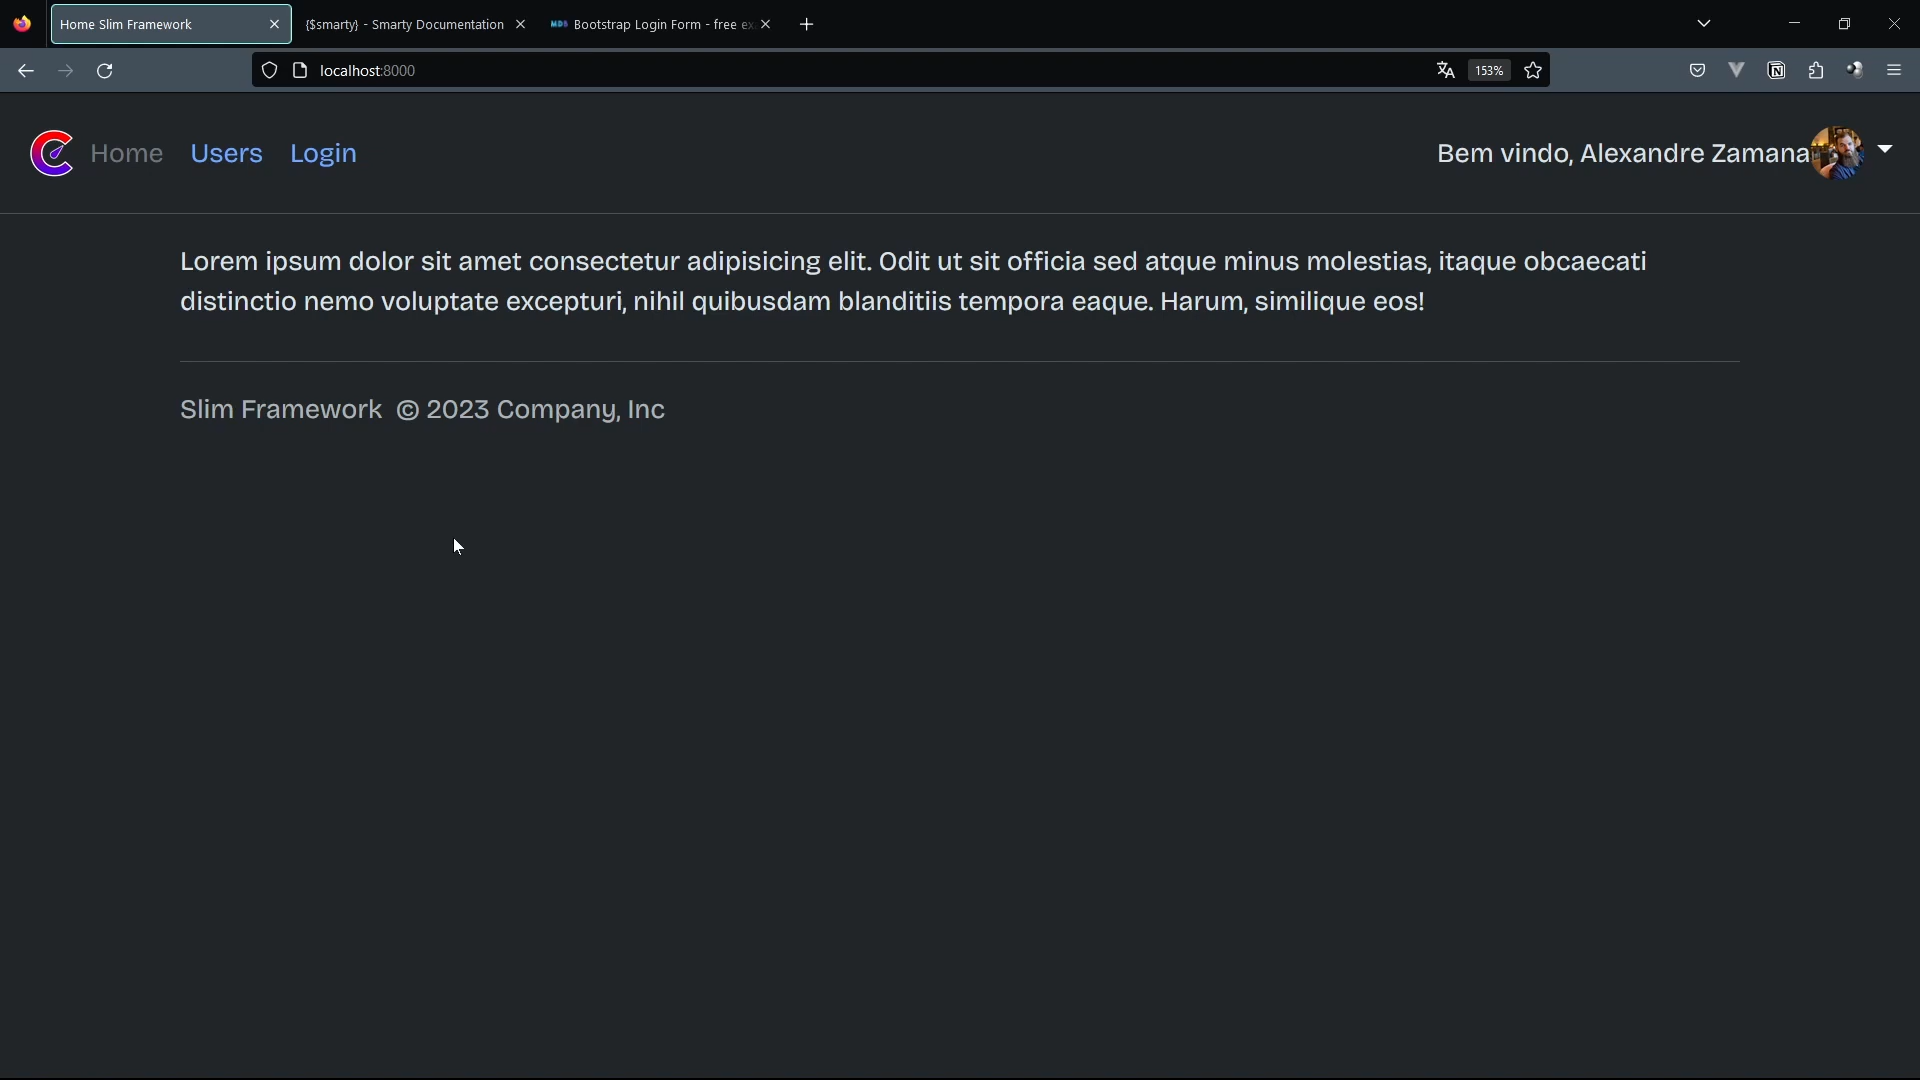 Home Slim Framework
{$smarty} - Smarty Documentation
MDB Bootstrap Login Form - free ex
localhost:8000
153%
Home Users Login
Bem vindo, Alexandre Zamana
Lorem ipsum dolor sit amet consectetur adipisicing elit. Odit ut sit officia sed atque minus molestias, itaque obcaecati
distinctio nemo voluptate excepturi, nihil quibusdam blanditiis tempora eaque. Harum, similique eos!
Slim Framework © 2023 Company, Inc